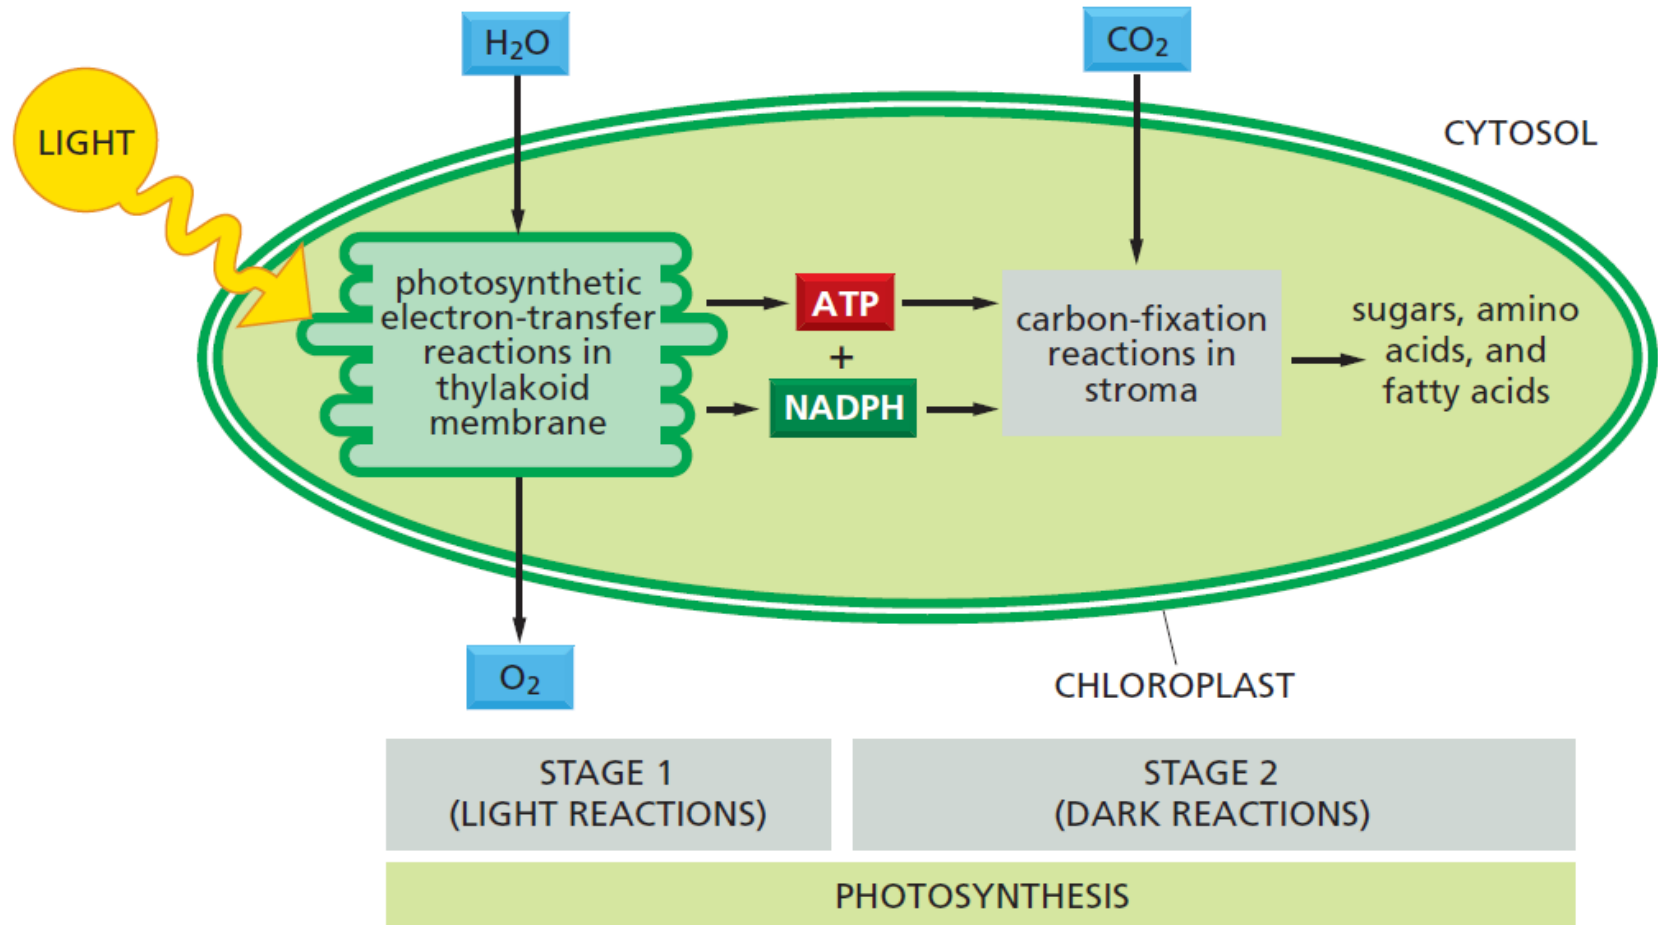 H₂O
CO₂
LIGHT
CYTOSOL
photosynthetic
electron-transfer
reactions in
thylakoid
membrane
ATP
+
NADPH
carbon-fixation
reactions in
stroma
sugars, amino
acids, and
fatty acids
O₂
CHLOROPLAST
STAGE 1
(LIGHT REACTIONS)
STAGE 2
(DARK REACTIONS)
PHOTOSYNTHESIS